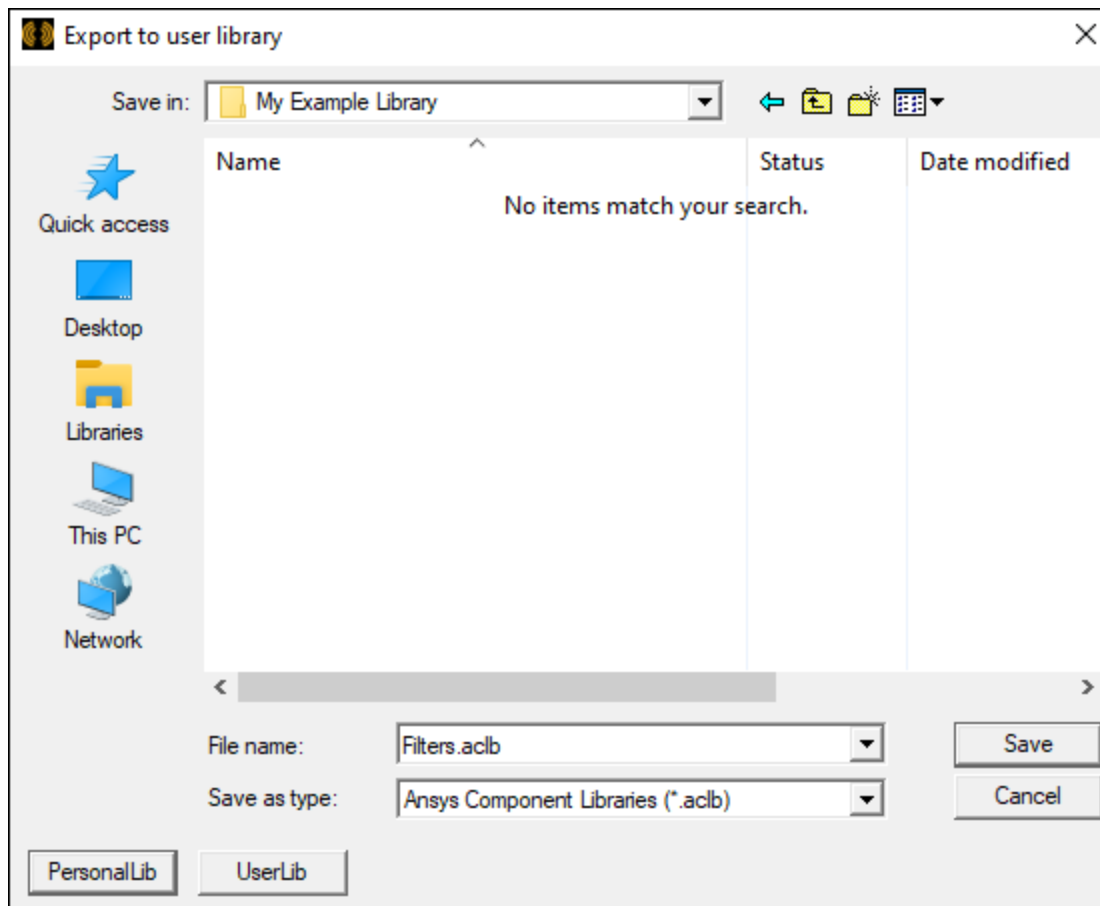 Export to user library
Save in: My Example Library
Name Status Date modified
No items match your search.
Quick access
Desktop
Libraries
This PC
Network
File name: Filters.aclb Save
Save as type: Ansys Component Libraries (*.aclb) Cancel
PersonalLib UserLib